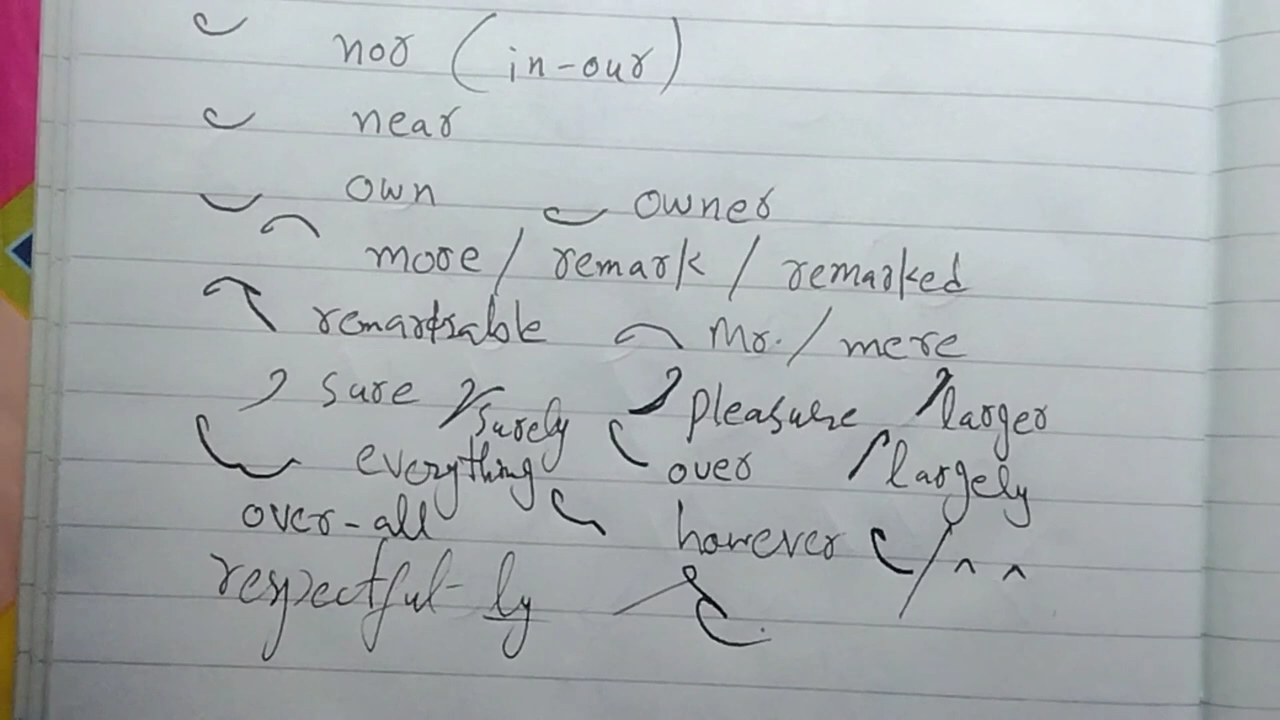 nor (in-our)
near
own owner
more / remark / remarked
remarkable Mr. / mere
sure surely pleasure larger
everything over largely
over-all however
respectful-ly